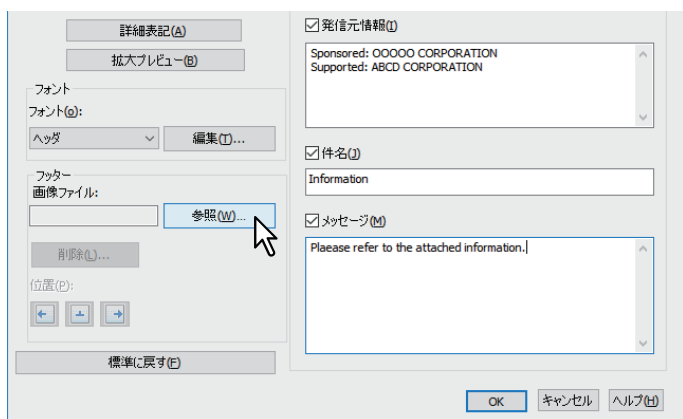 詳細表記(A)
拡大プレビュー(B)
フォント
フォント(o):
ヘッダ
編集(T)...
フッター
画像ファイル:
参照(W)...
削除(L)...
位置(P):
標準に戻す(F)
発信元情報(I)
Sponsored: OOOOO CORPORATION
Supported: ABCD CORPORATION
件名(J)
Information
メッセージ(M)
Plaease refer to the attached information.
OK
キャンセル
ヘルプ(H)